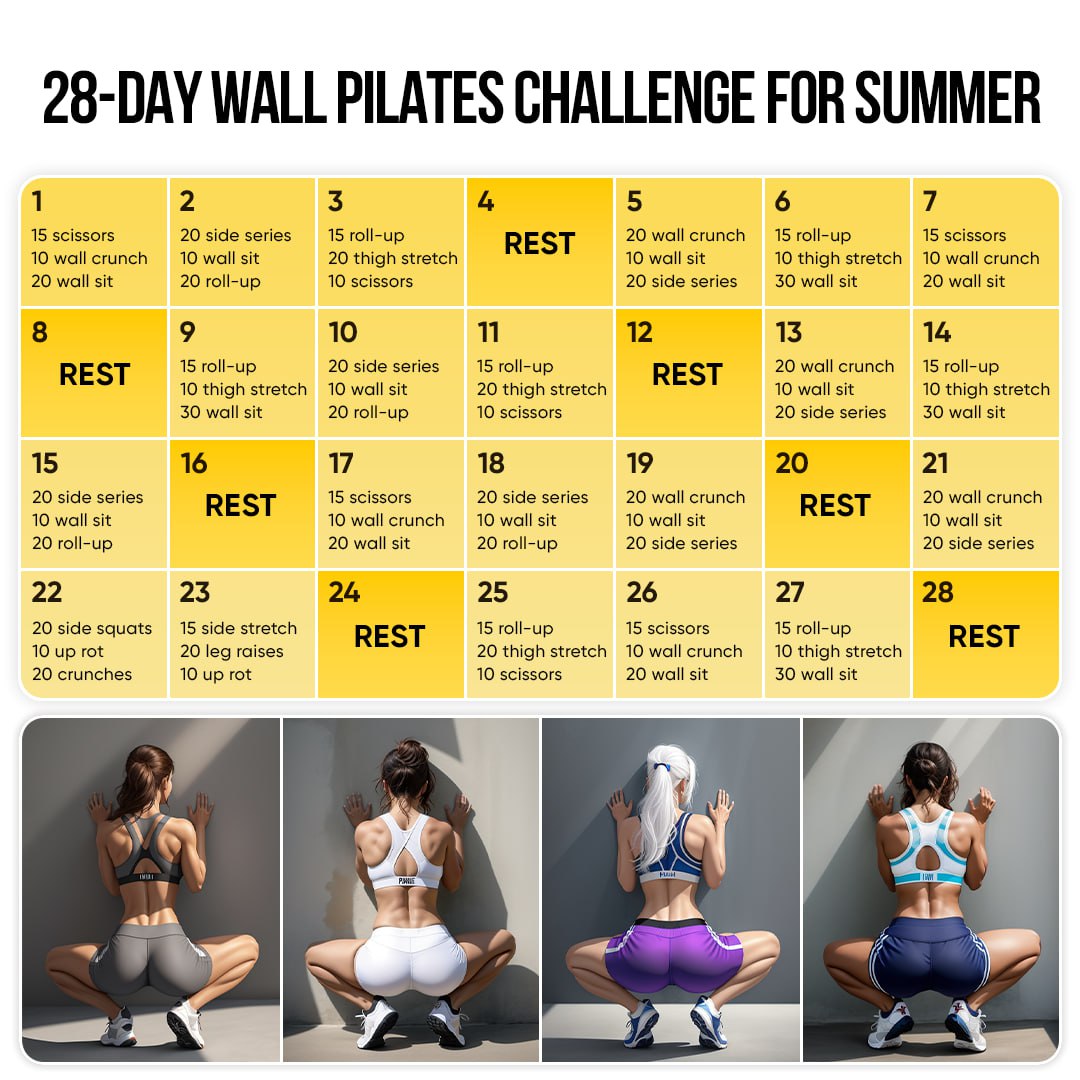 28-DAY WALL PILATES CHALLENGE FOR SUMMER
1
15 scissors
10 wall crunch
20 wall sit
2
20 side series
10 wall sit
20 roll-up
3
15 roll-up
20 thigh stretch
10 scissors
4
REST
5
20 wall crunch
10 wall sit
20 side series
6
15 roll-up
10 thigh stretch
30 wall sit
7
15 scissors
10 wall crunch
20 wall sit
8
REST
9
15 roll-up
10 thigh stretch
30 wall sit
10
20 side series
10 wall sit
20 roll-up
11
15 roll-up
20 thigh stretch
10 scissors
12
REST
13
20 wall crunch
10 wall sit
20 side series
14
15 roll-up
10 thigh stretch
30 wall sit
15
20 side series
10 wall sit
20 roll-up
16
REST
17
15 scissors
10 wall crunch
20 wall sit
18
20 side series
10 wall sit
20 roll-up
19
20 wall crunch
10 wall sit
20 side series
20
REST
21
20 wall crunch
10 wall sit
20 side series
22
20 side squats
10 up rot
20 crunches
23
15 side stretch
20 leg raises
10 up rot
24
REST
25
15 roll-up
20 thigh stretch
10 scissors
26
15 scissors
10 wall crunch
20 wall sit
27
15 roll-up
10 thigh stretch
30 wall sit
28
REST